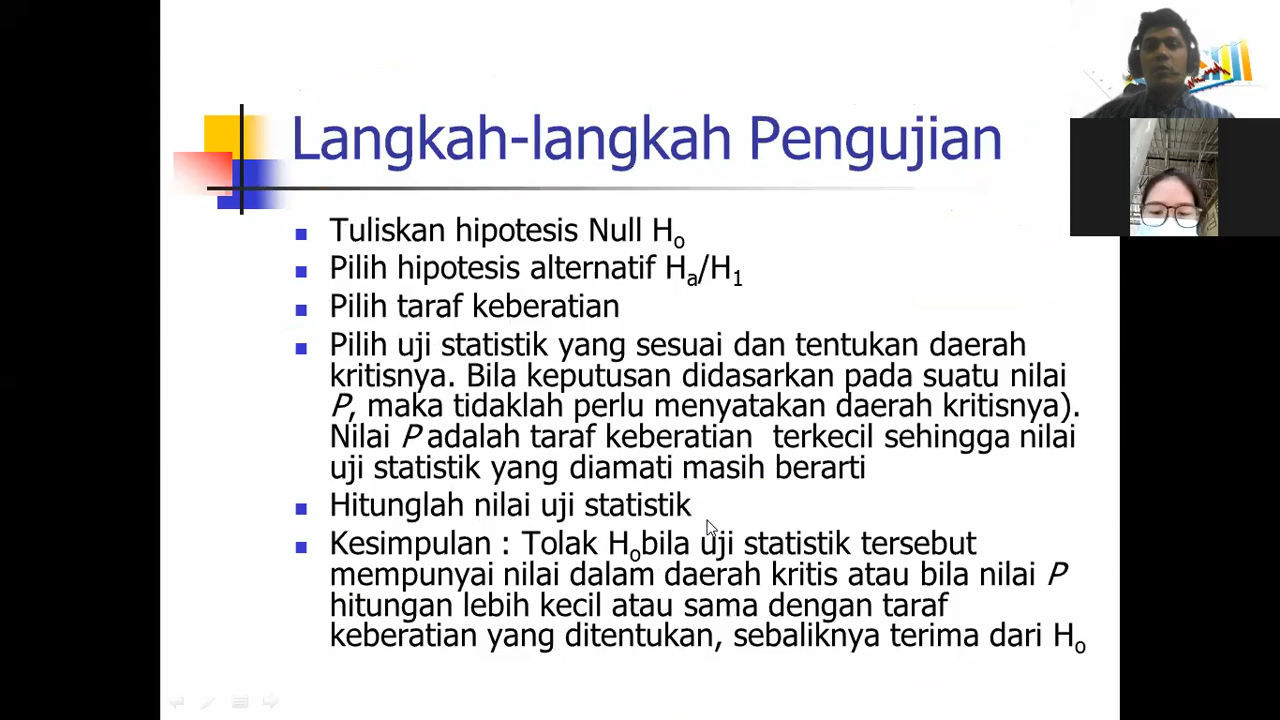 Langkah-langkah Pengujian
Tuliskan hipotesis Null Ho
Pilih hipotesis alternatif Ha/H1
Pilih taraf keberatian
Pilih uji statistik yang sesuai dan tentukan daerah
kritisnya. Bila keputusan didasarkan pada suatu nilai
P, maka tidaklah perlu menyatakan daerah kritisnya).
Nilai P adalah taraf keberatian terkecil sehingga nilai
uji statistik yang diamati masih berarti
Hitunglah nilai uji statistik
Kesimpulan : Tolak Hobila uji statistik tersebut
mempunyai nilai dalam daerah kritis atau bila nilai P
hitungan lebih kecil atau sama dengan taraf
keberatian yang ditentukan, sebaliknya terima dari Ho